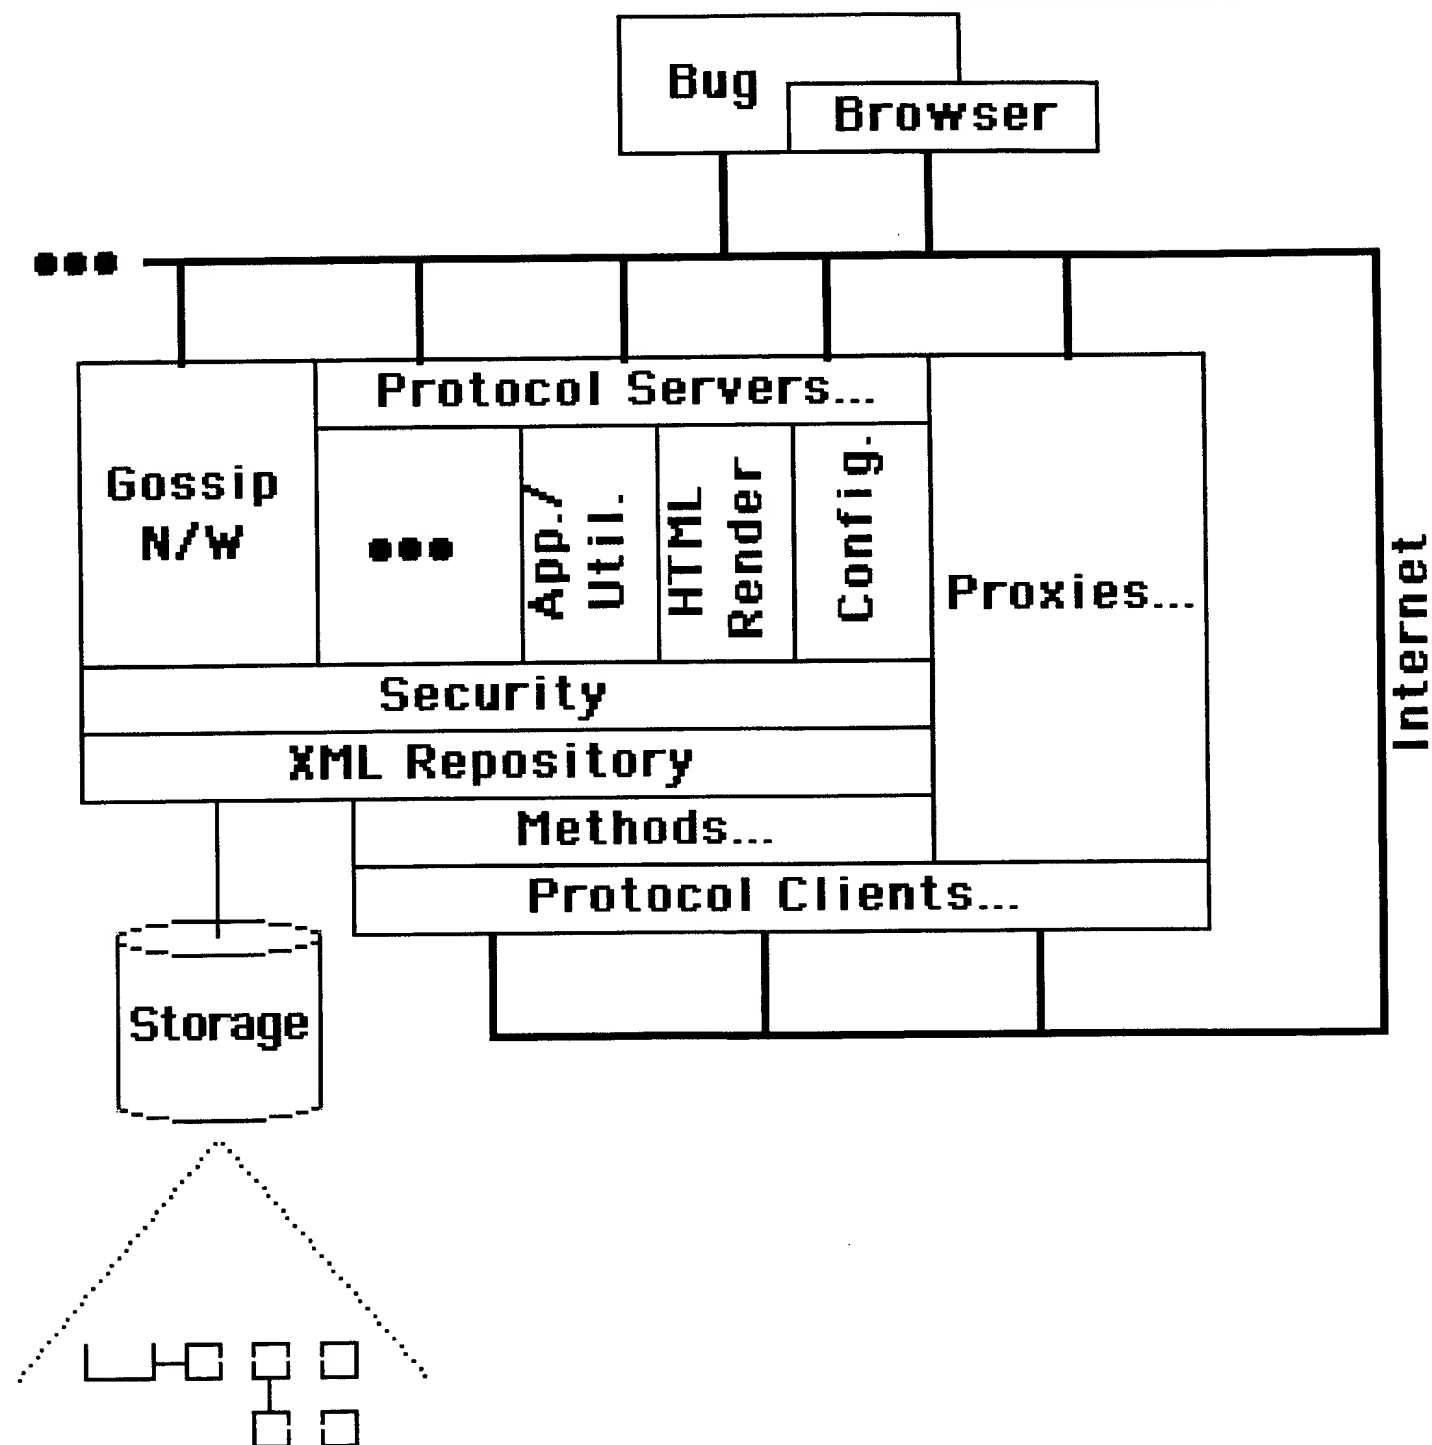 Bug
Browser
●●●
Protocol Servers...
Gossip
N/W
●●●
App./
Util.
HTML
Render
Config.
Proxies...
Internet
Security
XML Repository
Methods...
Protocol Clients...
Storage